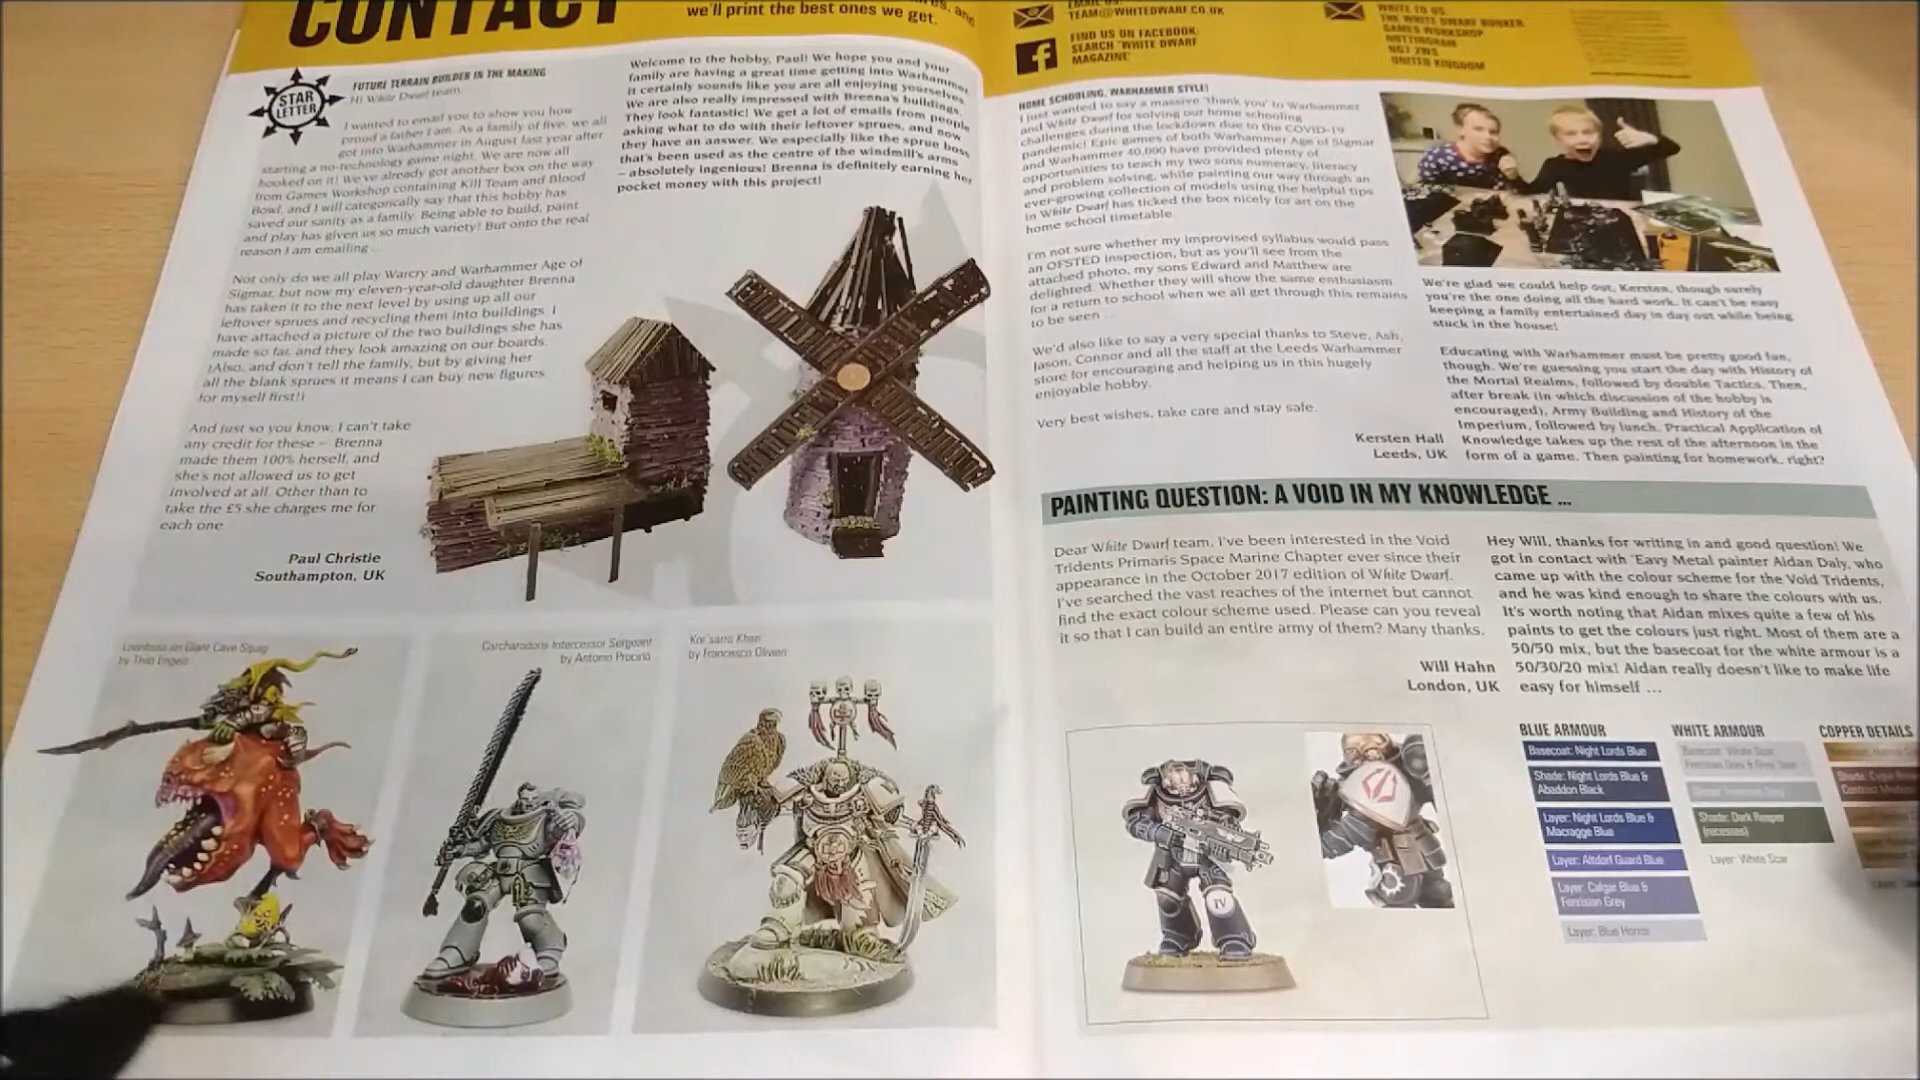 CONTACT
we'll print the best ones we get.
TEAM@WHITEDWARF.CO.UK
FIND US ON FACEBOOK:
SEARCH 'WHITE DWARF
MAGAZINE'
WRITE TO US:
THE WHITE DWARF BUNKER
GAMES WORKSHOP
NOTTINGHAM
NG7 2WS
UNITED KINGDOM
STAR
LETTER
FUTURE TERRAIN BUILDER IN THE MAKING
Hi White Dwarf team,
I wanted to email you to show you how
proud a father I am. As a family of five, we all
got into Warhammer in August last year after
starting a no-technology game night. We are now all
hooked on it! We've already got another box on the way
from Games Workshop containing Kill Team and Blood
Bowl, and I will categorically say that this hobby has
saved our sanity as a family. Being able to build, paint
and play has given us so much variety! But onto the real
reason I am emailing ...
Not only do we all play Warcry and Warhammer Age of
Sigmar, but now my eleven-year-old daughter Brenna
has taken it to the next level by using up all our
leftover sprues and recycling them into buildings. I
have attached a picture of the two buildings she has
made so far, and they look amazing on our boards.
(Also, and don't tell the family, but by giving her
all the blank sprues it means I can buy new figures
for myself first!)
And just so you know, I can't take
any credit for these – Brenna
made them 100% herself, and
she's not allowed us to get
involved at all. Other than to
take the £5 she charges me for
each one
Paul Christie
Southampton, UK
Welcome to the hobby, Paul! We hope you and your
family are having a great time getting into Warhammer,
it certainly sounds like you are all enjoying yourselves.
We are also really impressed with Brenna's buildings.
They look fantastic! We get a lot of emails from people
asking what to do with their leftover sprues, and now
they have an answer. We especially like the sprue boss
that's been used as the centre of the windmill's arms
– absolutely ingenious! Brenna is definitely earning her
pocket money with this project!
Loonboss on Giant Cave Squig
by Thilo Engels
Carcharodons Intercessor Sergeant
by Antonio Procino
Kor'sarro Khan
by Francesco Olivieri
HOME SCHOOLING, WARHAMMER STYLE!
I just wanted to say a massive 'thank you' to Warhammer
and White Dwarf for solving our home schooling
challenges during the lockdown due to the COVID-19
pandemic! Epic games of both Warhammer Age of Sigmar
and Warhammer 40,000 have provided plenty of
opportunities to teach my two sons numeracy, literacy
and problem solving, while painting our way through an
ever-growing collection of models using the helpful tips
in White Dwarf has ticked the box nicely for art on the
home school timetable.
I'm not sure whether my improvised syllabus would pass
an OFSTED inspection, but as you'll see from the
attached photo, my sons Edward and Matthew are
delighted. Whether they will show the same enthusiasm
for a return to school when we all get through this remains
to be seen ...
We'd also like to say a very special thanks to Steve, Ash,
Jason, Connor and all the staff at the Leeds Warhammer
store for encouraging and helping us in this hugely
enjoyable hobby.
Very best wishes, take care and stay safe.
Kersten Hall
Leeds, UK
We're glad we could help out, Kersten, though surely
you're the one doing all the hard work. It can't be easy
keeping a family entertained day in day out while being
stuck in the house!
Educating with Warhammer must be pretty good fun,
though. We're guessing you start the day with History of
the Mortal Realms, followed by double Tactics. Then,
after break (in which discussion of the hobby is
encouraged), Army Building and History of the
Imperium, followed by lunch. Practical Application of
Knowledge takes up the rest of the afternoon in the
form of a game. Then painting for homework, right?
PAINTING QUESTION: A VOID IN MY KNOWLEDGE ...
Dear White Dwarf team, I've been interested in the Void
Tridents Primaris Space Marine Chapter ever since their
appearance in the October 2017 edition of White Dwarf.
I've searched the vast reaches of the internet but cannot
find the exact colour scheme used. Please can you reveal
it so that I can build an entire army of them? Many thanks.
Will Hahn
London, UK
Hey Will, thanks for writing in and good question! We
got in contact with 'Eavy Metal painter Aidan Daly, who
came up with the colour scheme for the Void Tridents,
and he was kind enough to share the colours with us.
It's worth noting that Aidan mixes quite a few of his
paints to get the colours just right. Most of them are a
50/50 mix, but the basecoat for the white armour is a
50/30/20 mix! Aidan really doesn't like to make life
easy for himself ...
IV
BLUE ARMOUR
Basecoat: Night Lords Blue
Shade: Night Lords Blue &
Abaddon Black
Layer: Night Lords Blue &
Macragge Blue
Layer: Altdorf Guard Blue
Layer: Calgar Blue &
Fenrisian Grey
Layer: Blue Horror
WHITE ARMOUR
Basecoat: White Scar,
Fenrisian Grey & Grey Seer
Shade: Dark Reaper
(recesses)
Layer: White Scar
COPPER DETAILS